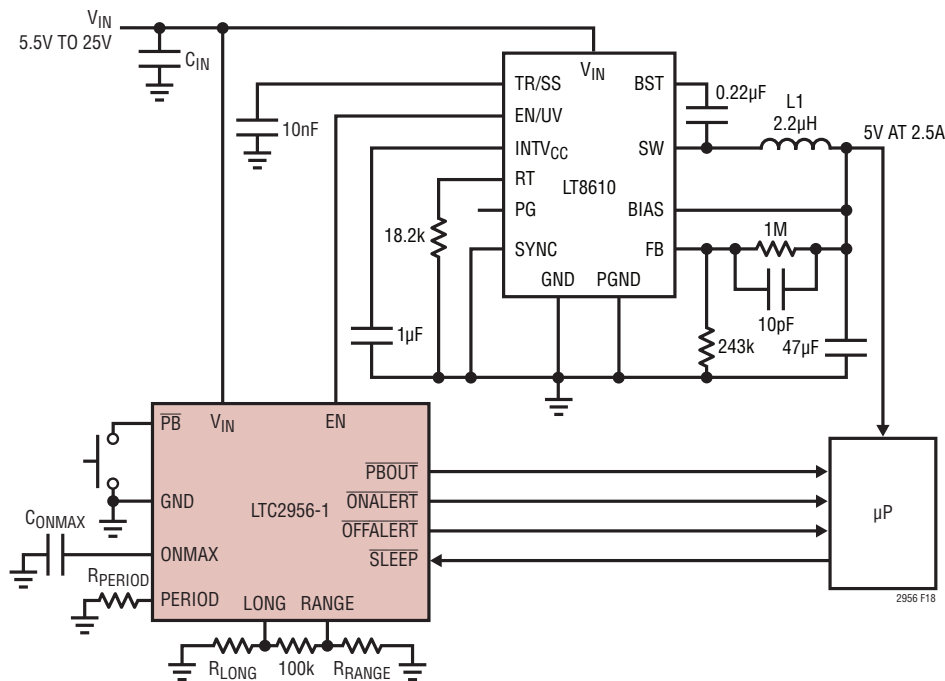 VIN
5.5V TO 25V
CIN
10nF
TR/SS
VIN
BST
EN/UV
INTVCC
SW
RT
LT8610
PG
BIAS
SYNC
FB
GND
PGND
0.22µF
L1
2.2µH
5V AT 2.5A
18.2k
1µF
1M
10pF
243k
47µF
PB
VIN
EN
GND
LTC2956-1
PBOUT
ONALERT
OFFALERT
SLEEP
ONMAX
PERIOD
LONG
RANGE
CONMAX
RPERIOD
RLONG
100k
RRANGE
µP
2956 F18